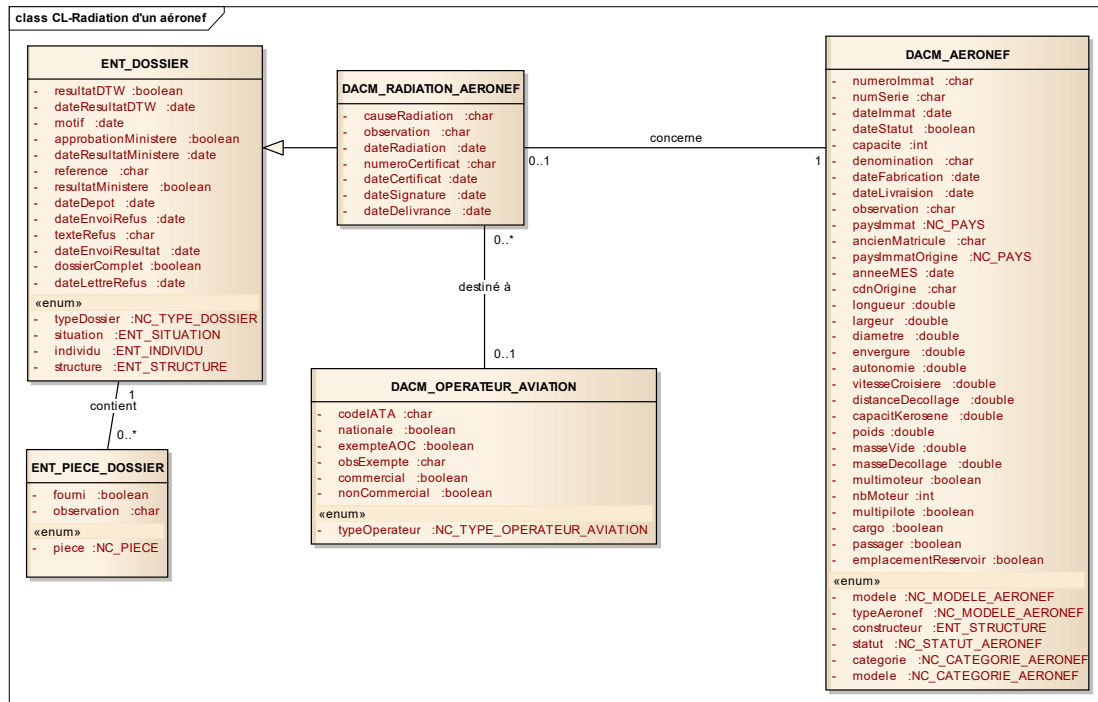 class CL-Radiation d'un aéronef
ENT_DOSSIER
- resultatDTW :boolean
- dateResultatDTW :date
- motif :date
- approbationMinistere :boolean
- dateResultatMinistere :date
- reference :char
- resultatMinistere :boolean
- dateDepot :date
- dateEnvoiRefus :date
- texteRefus :char
- dateEnvoiResultat :date
- dossierComplet :boolean
- dateLettreRefus :date
«enum»
- typeDossier :NC_TYPE_DOSSIER
- situation :ENT_SITUATION
- individu :ENT_INDIVIDU
- structure :ENT_STRUCTURE
1
contient
0..*
ENT_PIECE_DOSSIER
- fourni :boolean
- observation :char
«enum»
- piece :NC_PIECE
DACM_RADIATION_AERONEF
- causeRadiation :char
- observation :char
- dateRadiation :date
- numeroCertificat :char
- dateCertificat :date
- dateSignature :date
- dateDelivrance :date
concerne
0..1
1
0..*
destiné à
0..1
DACM_OPERATEUR_AVIATION
- codeIATA :char
- nationale :boolean
- exempteAOC :boolean
- obsExempte :char
- commercial :boolean
- nonCommercial :boolean
«enum»
- typeOperateur :NC_TYPE_OPERATEUR_AVIATION
DACM_AERONEF
- numeroImmat :char
- numSerie :char
- dateImmat :date
- dateStatut :boolean
- capacite :int
- denomination :char
- dateFabrication :date
- dateLivraision :date
- observation :char
- paysImmat :NC_PAYS
- ancienMatricule :char
- paysImmatOrigine :NC_PAYS
- anneeMES :date
- cdnOrigine :char
- longueur :double
- largeur :double
- diametre :double
- envergure :double
- autonomie :double
- vitesseCroisiere :double
- distanceDecollage :double
- capacitKerosene :double
- poids :double
- masseVide :double
- masseDecollage :double
- multimoteur :boolean
- nbMoteur :int
- multipilote :boolean
- cargo :boolean
- passager :boolean
- emplacementReservoir :boolean
«enum»
- modele :NC_MODELE_AERONEF
- typeAeronef :NC_MODELE_AERONEF
- constructeur :ENT_STRUCTURE
- statut :NC_STATUT_AERONEF
- categorie :NC_CATEGORIE_AERONEF
- modele :NC_CATEGORIE_AERONEF